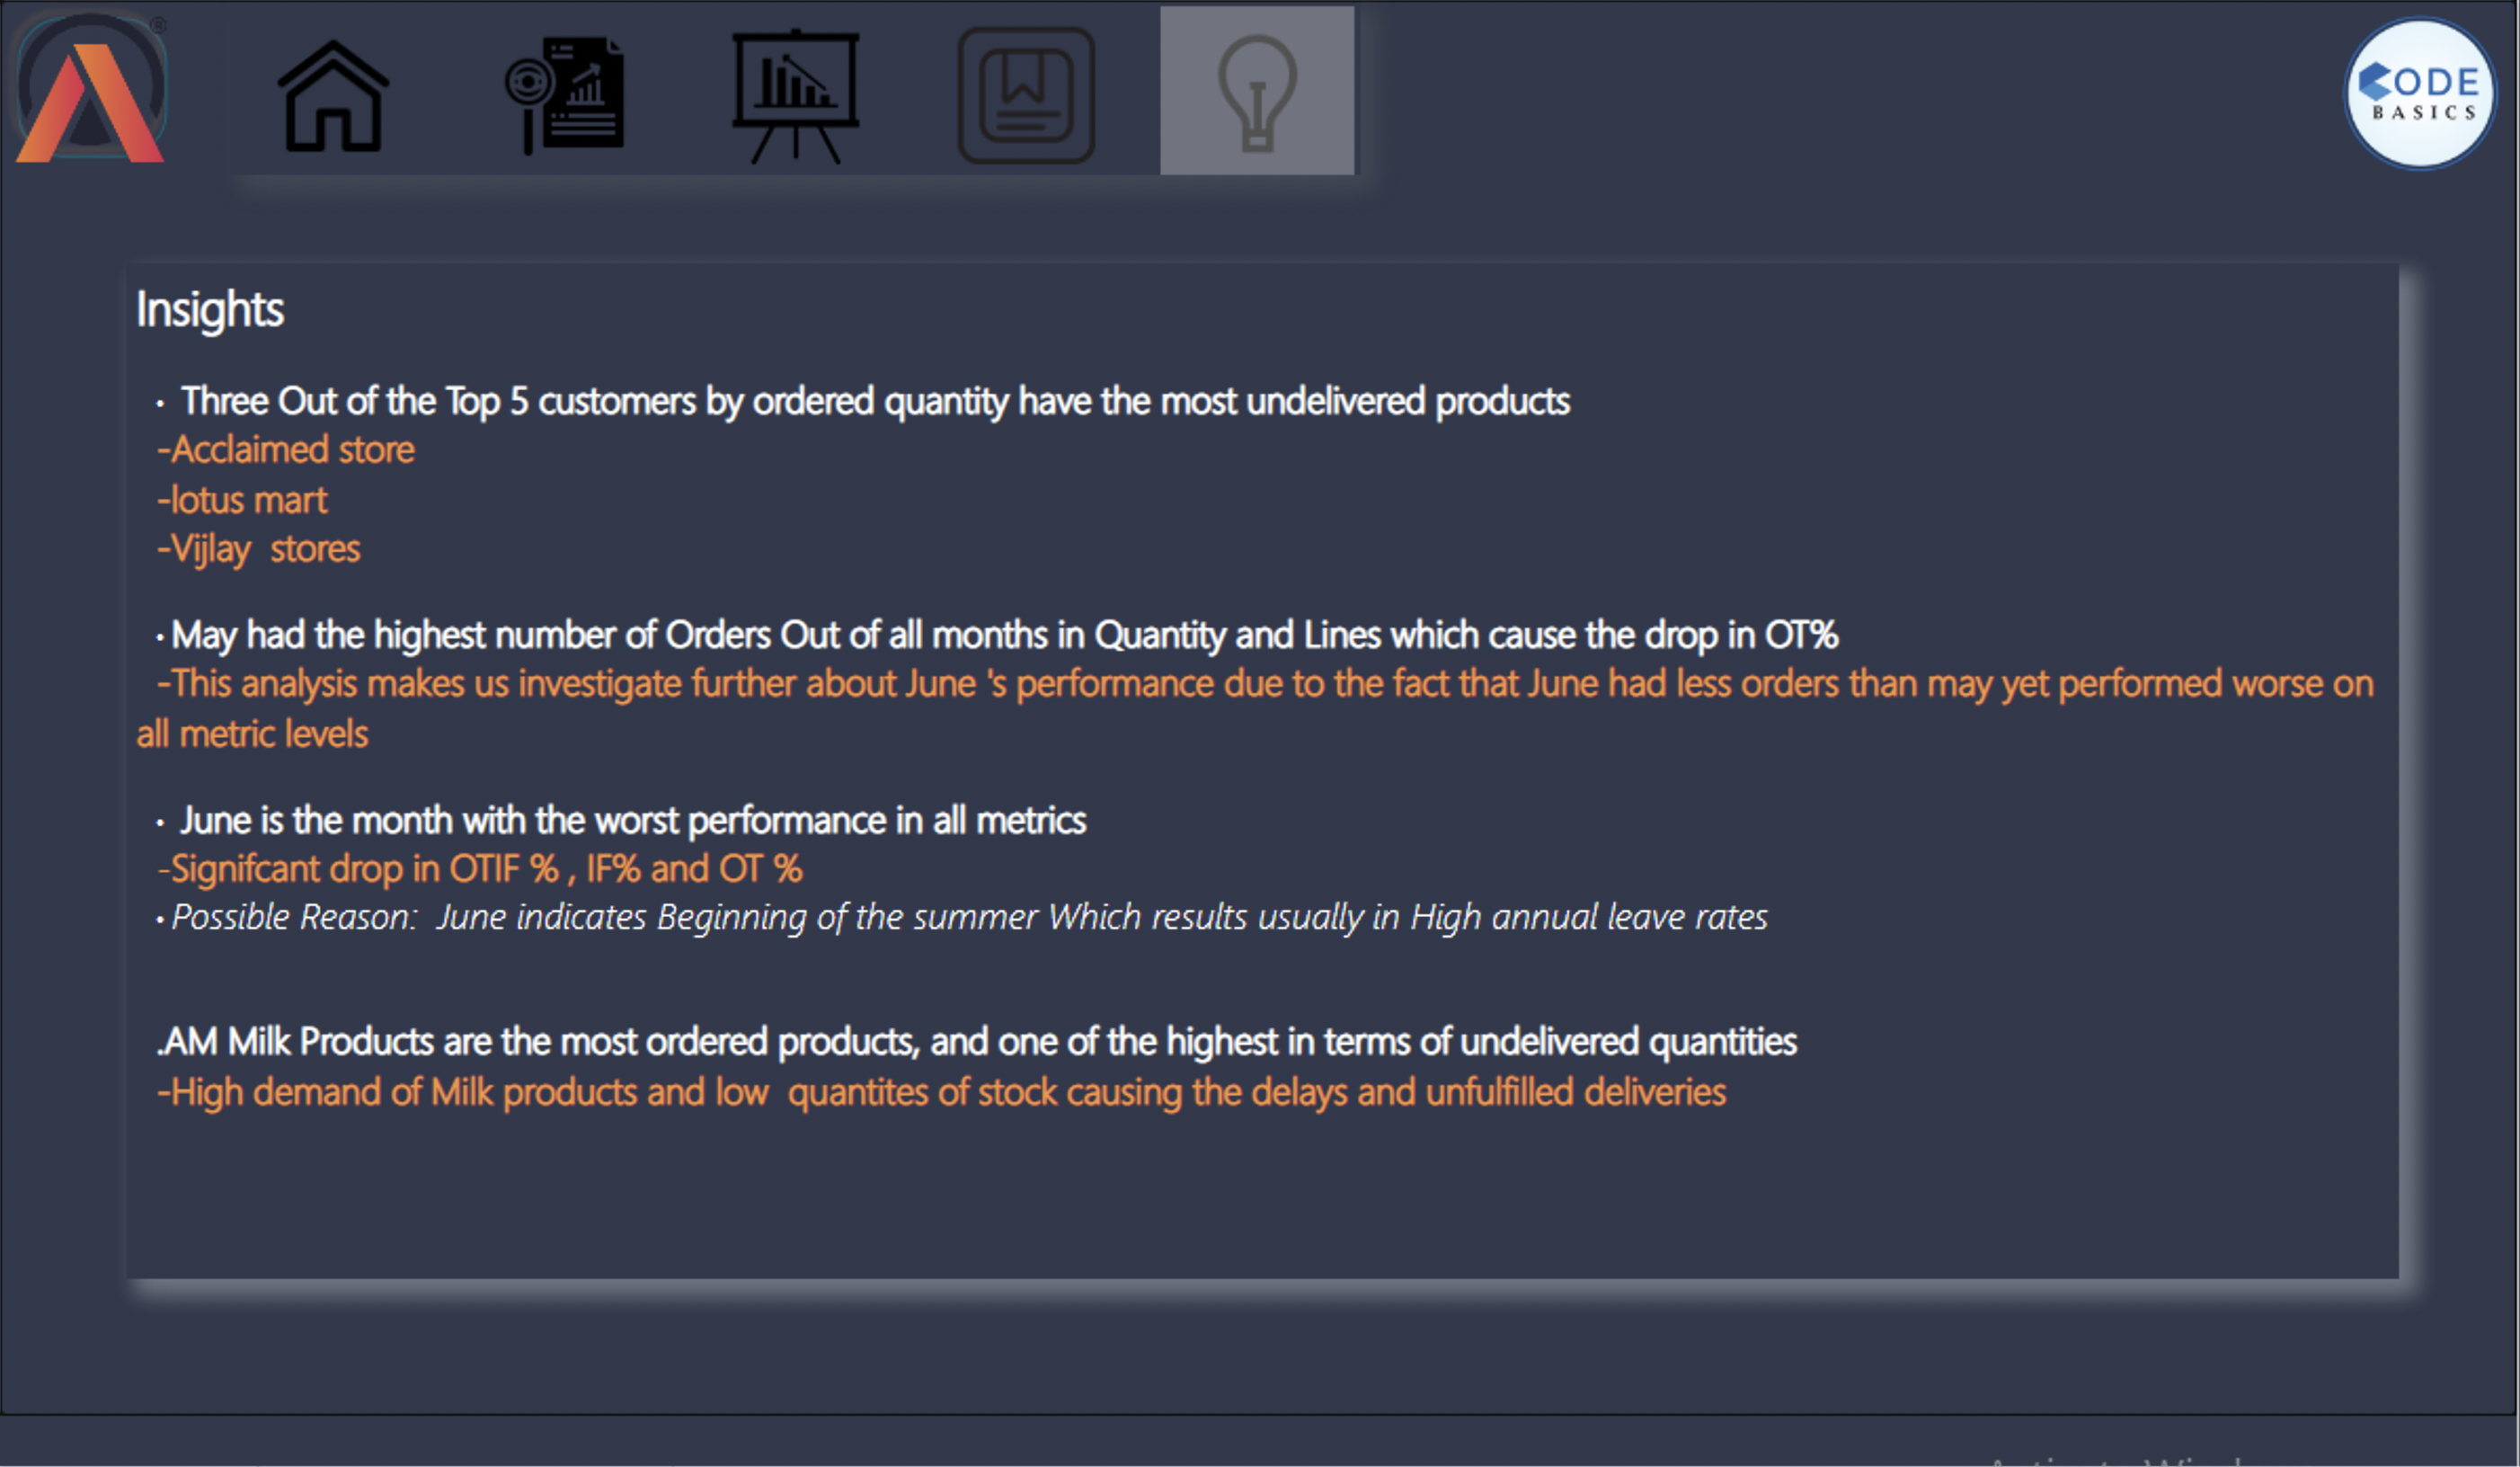 ®
CODE
BASICS
Insights
· Three Out of the Top 5 customers by ordered quantity have the most undelivered products
-Acclaimed store
-lotus mart
-Vijlay  stores
· May had the highest number of Orders Out of all months in Quantity and Lines which cause the drop in OT%
-This analysis makes us investigate further about June 's performance due to the fact that June had less orders than may yet performed worse on
all metric levels
· June is the month with the worst performance in all metrics
-Signifcant drop in OTIF % , IF% and OT %
· Possible Reason:  June indicates Beginning of the summer Which results usually in High annual leave rates
.AM Milk Products are the most ordered products, and one of the highest in terms of undelivered quantities
-High demand of Milk products and low  quantites of stock causing the delays and unfulfilled deliveries